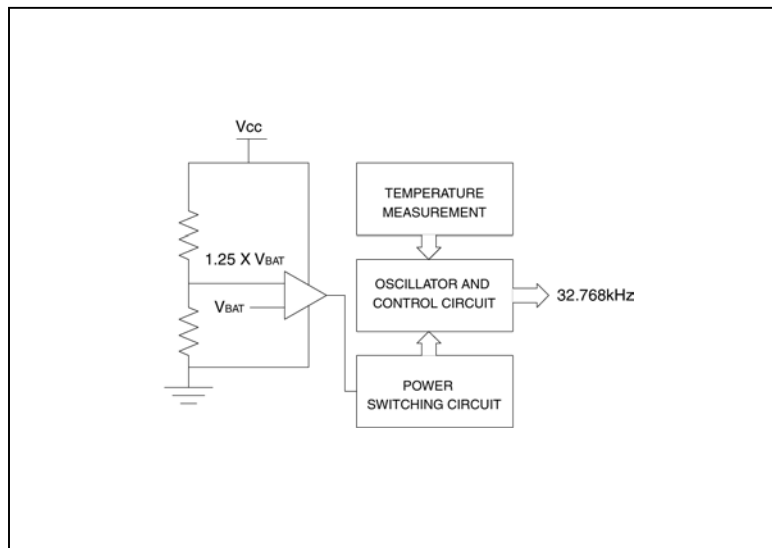 Vcc
TEMPERATURE
MEASUREMENT
1.25 X VBAT
OSCILLATOR AND
CONTROL CIRCUIT
32.768kHz
VBAT
POWER
SWITCHING CIRCUIT